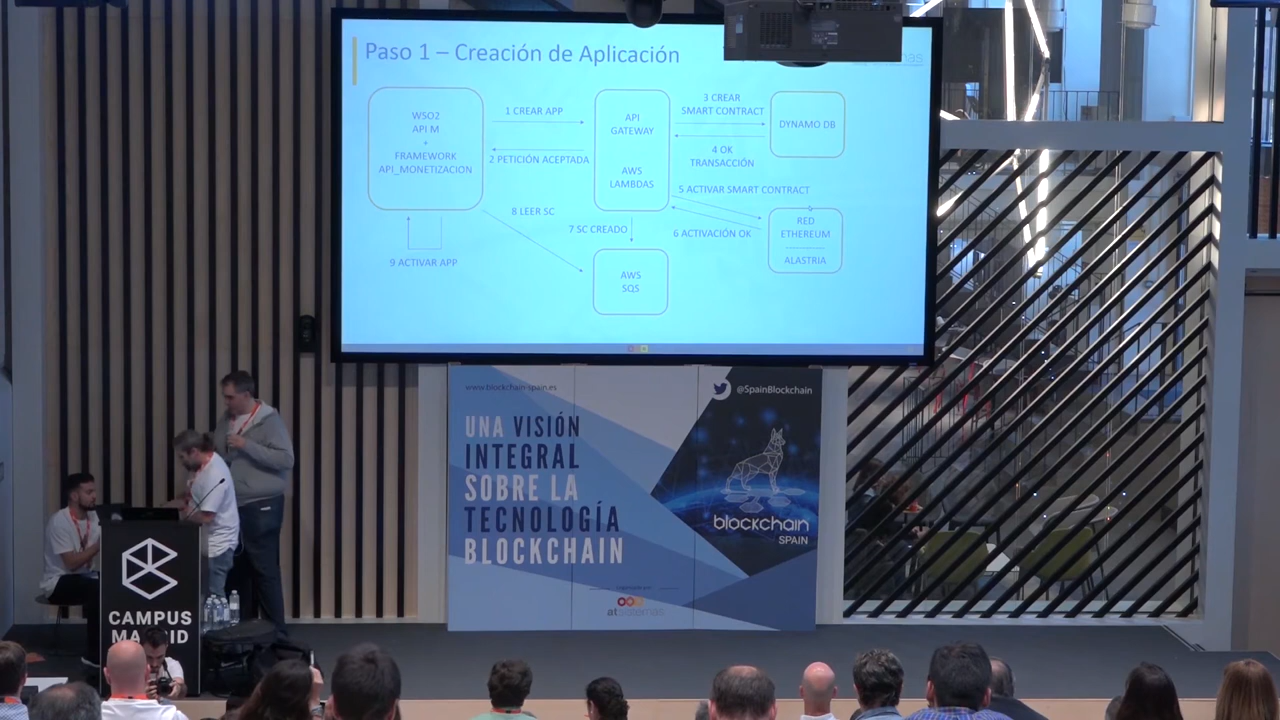 Paso 1 – Creación de Aplicación
WSO2
API M
+
FRAMEWORK
API_MONETIZACION
1 CREAR APP
2 PETICIÓN ACEPTADA
API
GATEWAY
AWS
LAMBDAS
3 CREAR
SMART CONTRACT
4 OK
TRANSACCIÓN
DYNAMO DB
5 ACTIVAR SMART CONTRACT
6 ACTIVACIÓN OK
RED
ETHEREUM
ALASTRIA
7 SC CREADO
8 LEER SC
AWS
SQS
9 ACTIVAR APP
www.blockchain-spain.es
@SpainBlockchain
UNA VISIÓN
INTEGRAL
SOBRE LA
TECNOLOGÍA
BLOCKCHAIN
blockchain
SPAIN
atsistemas
CAMPUS
MADRID